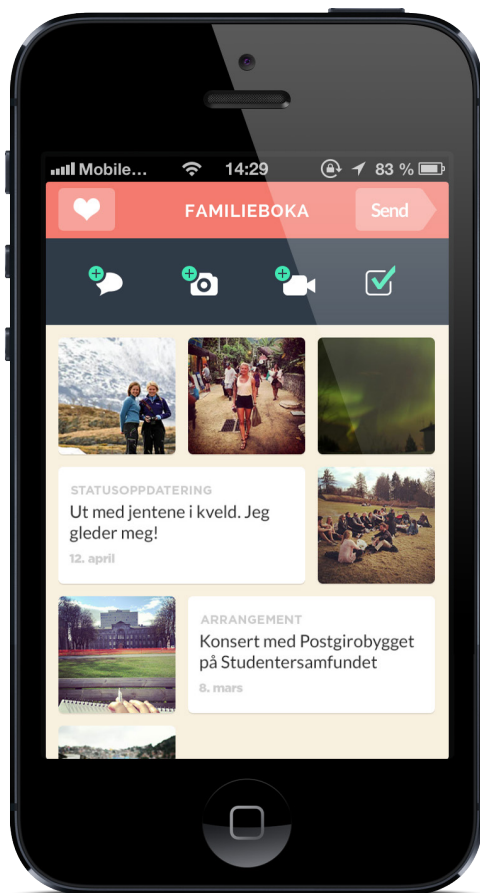 Mobile... 14:29 83 %
FAMILIEBOKA Send
STATUSOPPDATERING
Ut med jentene i kveld. Jeg
gleder meg!
12. april
ARRANGEMENT
Konsert med Postgirobygget
på Studentersamfundet
8. mars